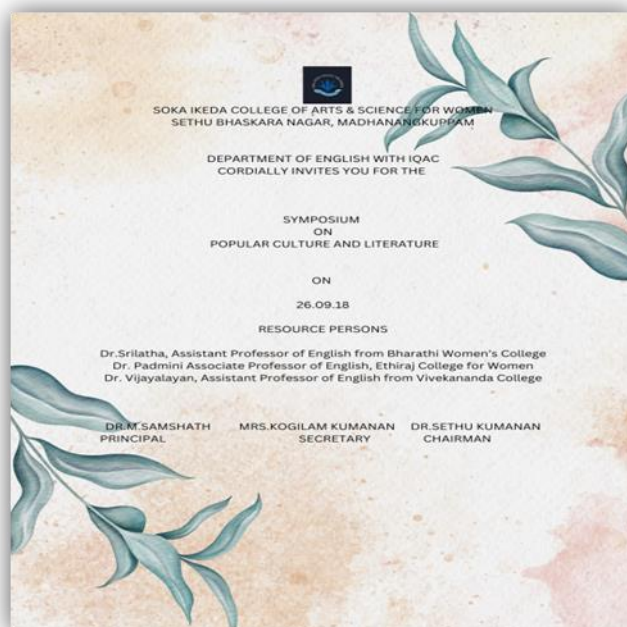 SOKA IKEDA COLLEGE OF ARTS & SCIENCE FOR WOMEN
SETHU BHASKARA NAGAR, MADHANANGKUPPAM
DEPARTMENT OF ENGLISH WITH IQAC
CORDIALLY INVITES YOU FOR THE
SYMPOSIUM
ON
POPULAR CULTURE AND LITERATURE
ON
26.09.18
RESOURCE PERSONS
Dr.Srilatha, Assistant Professor of English from Bharathi Women's College
Dr. Padmini Associate Professor of English, Ethiraj College for Women
Dr. Vijayalayan, Assistant Professor of English from Vivekananda College
DR.M.SAMSHATH MRS.KOGILAM KUMANAN DR.SETHU KUMANAN
PRINCIPAL SECRETARY CHAIRMAN